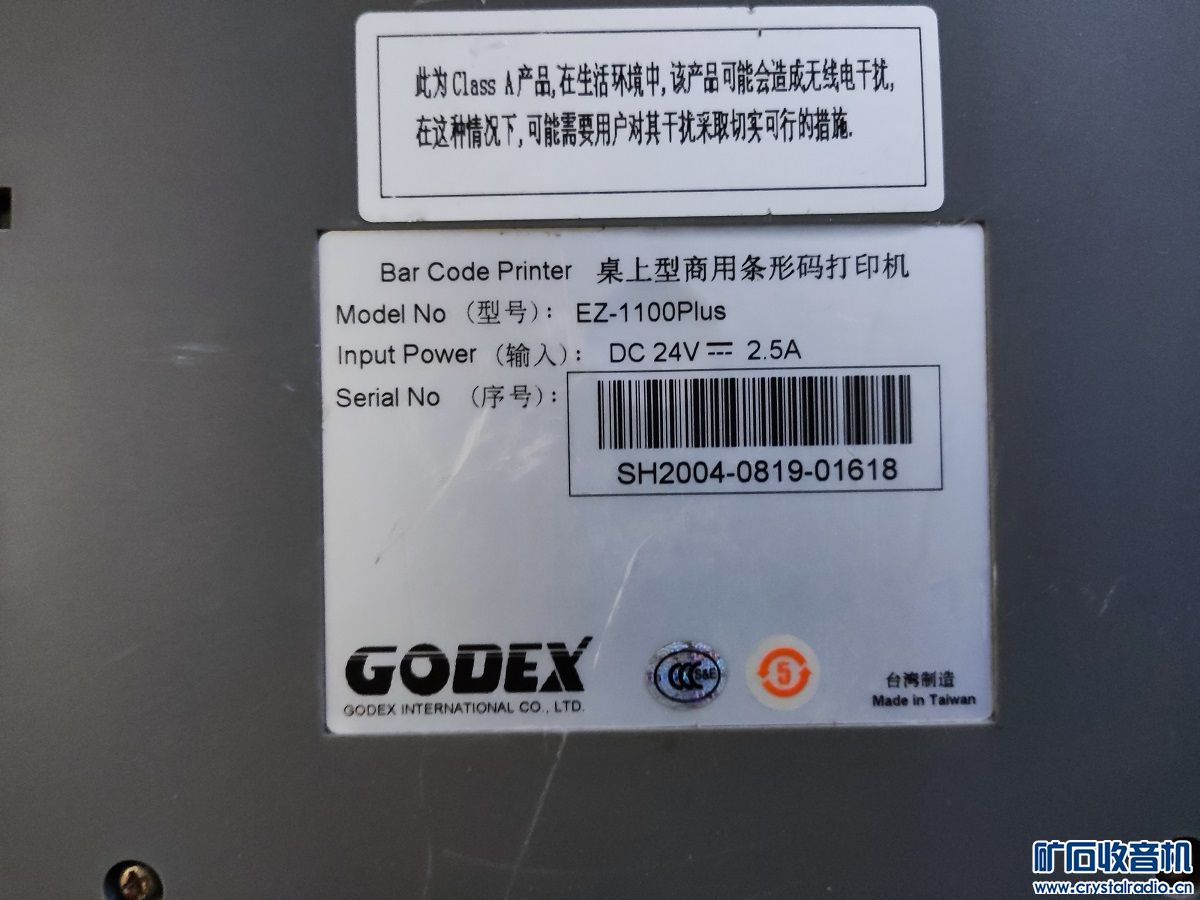 此为Class A产品,在生活环境中,该产品可能会造成无线电干扰,
在这种情况下,可能需要用户对其干扰采取切实可行的措施.
Bar Code Printer 桌上型商用条形码打印机
Model No (型号): EZ-1100Plus
Input Power (输入): DC 24V 2.5A
Serial No (序号):
SH2004-0819-01618
GODEX
GODEX INTERNATIONAL CO., LTD.
CCC S&E
5
台湾制造
Made in Taiwan
矿石收音机
www.crystalradio.cn